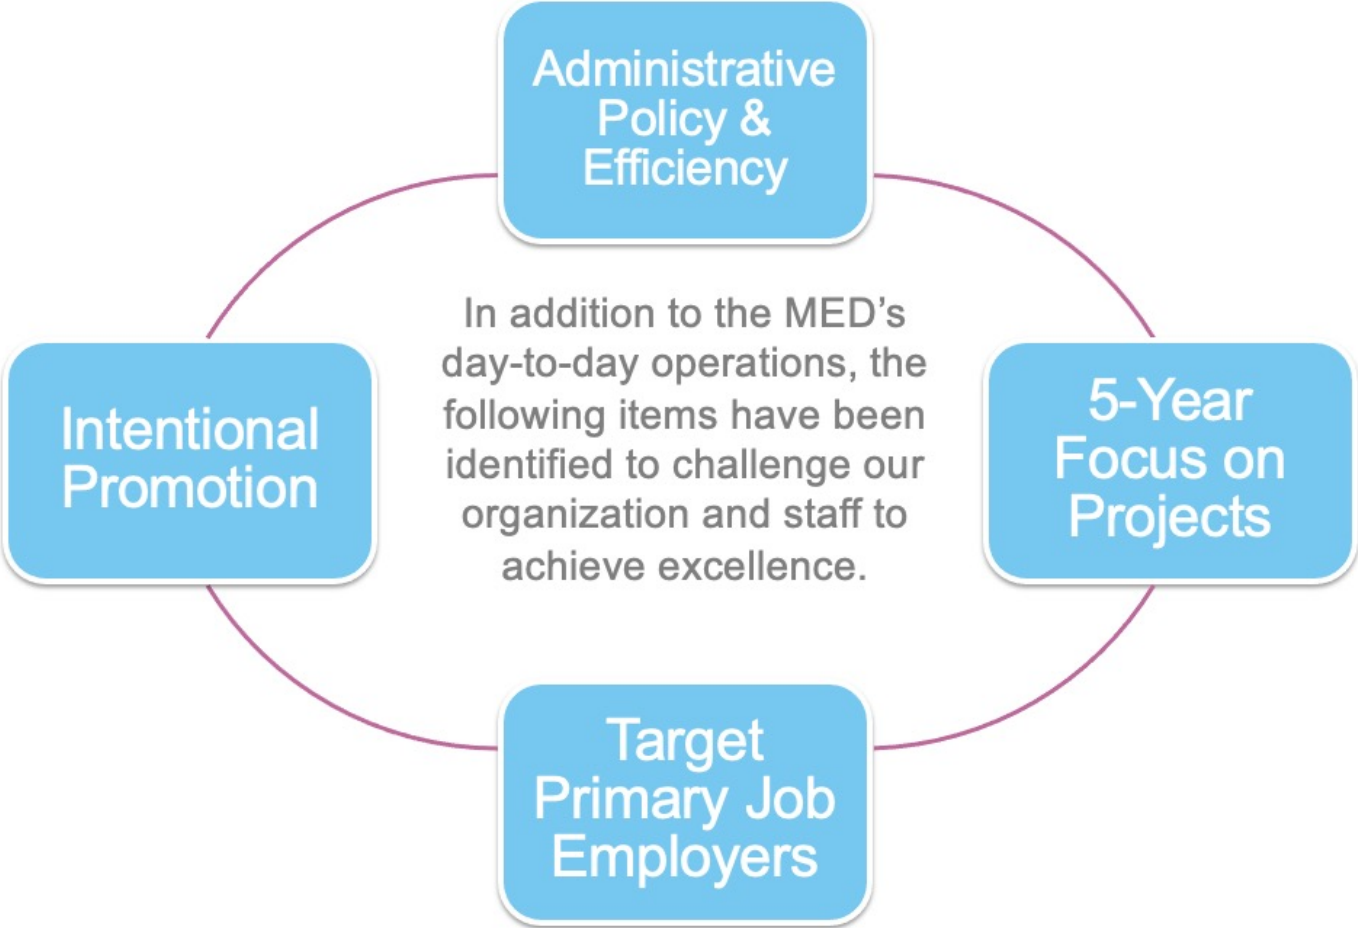 Administrative
Policy &
Efficiency
In addition to the MED’s
day-to-day operations, the
following items have been
identified to challenge our
organization and staff to
achieve excellence.
Intentional
Promotion
5-Year
Focus on
Projects
Target
Primary Job
Employers